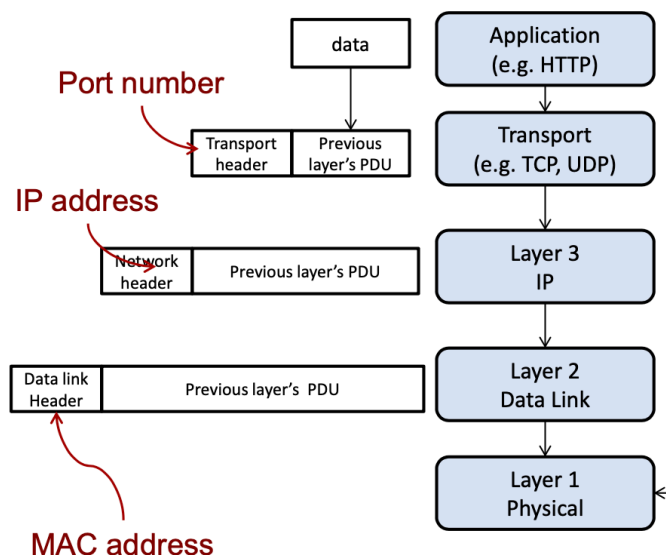 data
Application
(e.g. HTTP)
Port number
Transport
header
Previous
layer's PDU
Transport
(e.g. TCP, UDP)
IP address
Network
header
Previous layer's PDU
Layer 3
IP
Data link
Header
Previous layer's  PDU
Layer 2
Data Link
Layer 1
Physical
MAC address